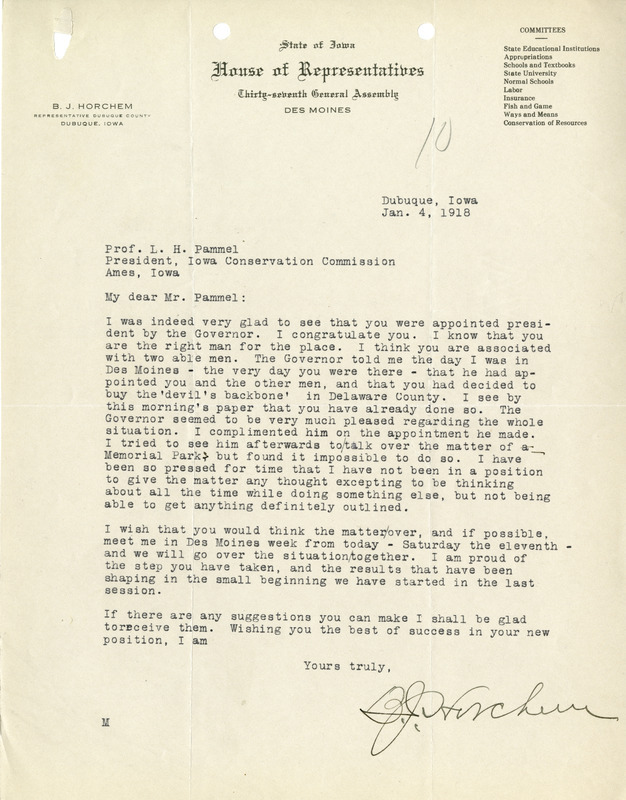 State of Iowa
House of Representatives
Thirty-seventh General Assembly
DES MOINES
B. J. HORCHEM
REPRESENTATIVE DUBUQUE COUNTY
DUBUQUE, IOWA
COMMITTEES
State Educational Institutions
Appropriations
Schools and Textbooks
State University
Normal Schools
Labor
Insurance
Fish and Game
Ways and Means
Conservation of Resources
10
Dubuque, Iowa
Jan. 4, 1918
Prof. L. H. Pammel
President, Iowa Conservation Commission
Ames, Iowa
My dear Mr. Pammel:
I was indeed very glad to see that you were appointed presi-
dent by the Governor. I congratulate you. I know that you
are the right man for the place. I think you are associated
with two able men. The Governor told me the day I was in
Des Moines - the very day you were there - that he had ap-
pointed you and the other men, and that you had decided to
buy the 'devil's backbone' in Delaware County. I see by
this morning's paper that you have already done so. The
Governor seemed to be very much pleased regarding the whole
situation. I complimented him on the appointment he made.
I tried to see him afterwards to/talk over the matter of a
Memorial Park, but found it impossible to do so. I have
been so pressed for time that I have not been in a position
to give the matter any thought excepting to be thinking
about all the time while doing something else, but not being
able to get anything definitely outlined.
I wish that you would think the matter/over, and if possible,
meet me in Des Moines week from today - Saturday the eleventh -
and we will go over the situation/together. I am proud of
the step you have taken, and the results that have been
shaping in the small beginning we have started in the last
session.
If there are any suggestions you can make I shall be glad
toreceive them. Wishing you the best of success in your new
position, I am
Yours truly,
B.J. Horchem
M